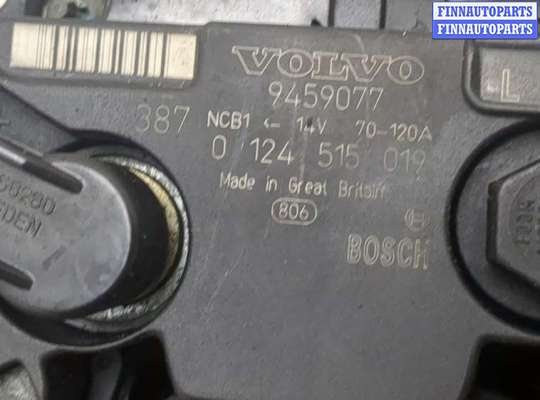 FINNAUTOPARTS
FINNAUTOPARTS
VOLVO
9459077
387 NCB1 ← 14V 70-120A
0 124 515 019
Made in Great Britain
806
BOSCH
L